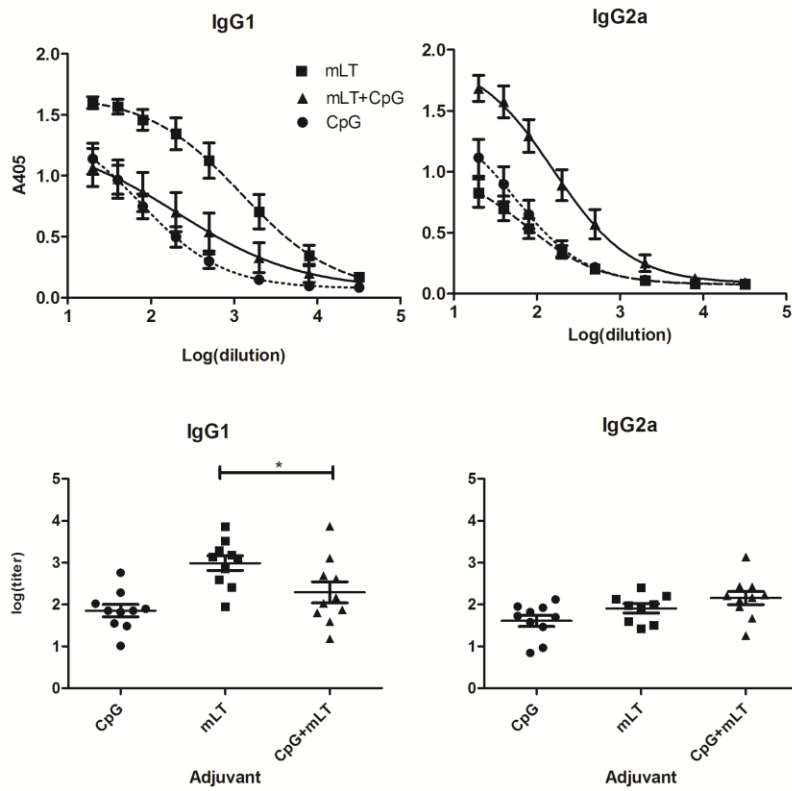 IgG1
2.0
1.5
1.0
0.5
0.0
A405
1 2 3 4 5
Log(dilution)
mLT
mLT+CpG
CpG
IgG2a
2.0
1.5
1.0
0.5
0.0
1 2 3 4 5
Log(dilution)
IgG1
5
4
3
2
1
0
log(titer)
*
CpG
mLT
CpG+mLT
Adjuvant
IgG2a
5
4
3
2
1
0
CpG
mLT
CpG+mLT
Adjuvant